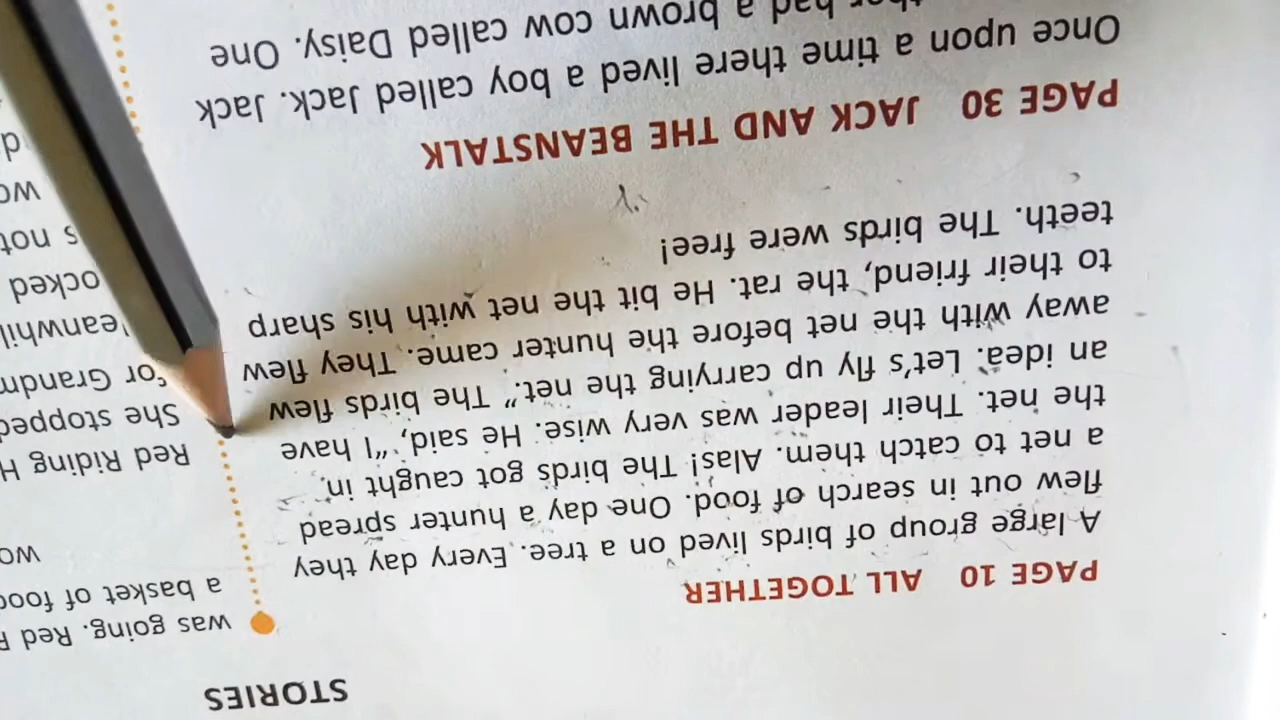 STORIES
PAGE 10 ALL TOGETHER
A large group of birds lived on a tree. Every day they
flew out in search of food. One day a hunter spread
a net to catch them. Alas! The birds got caught in
the net. Their leader was very wise. He said, “I have
an idea. Let’s fly up carrying the net.” The birds flew
away with the net before the hunter came. They flew
to their friend, the rat. He bit the net with his sharp
teeth. The birds were free!
PAGE 30 JACK AND THE BEANSTALK
Once upon a time there lived a boy called Jack. Jack
had a brown cow called Daisy. One
was going. Red
a basket of
Red Riding
She stopped
for
not